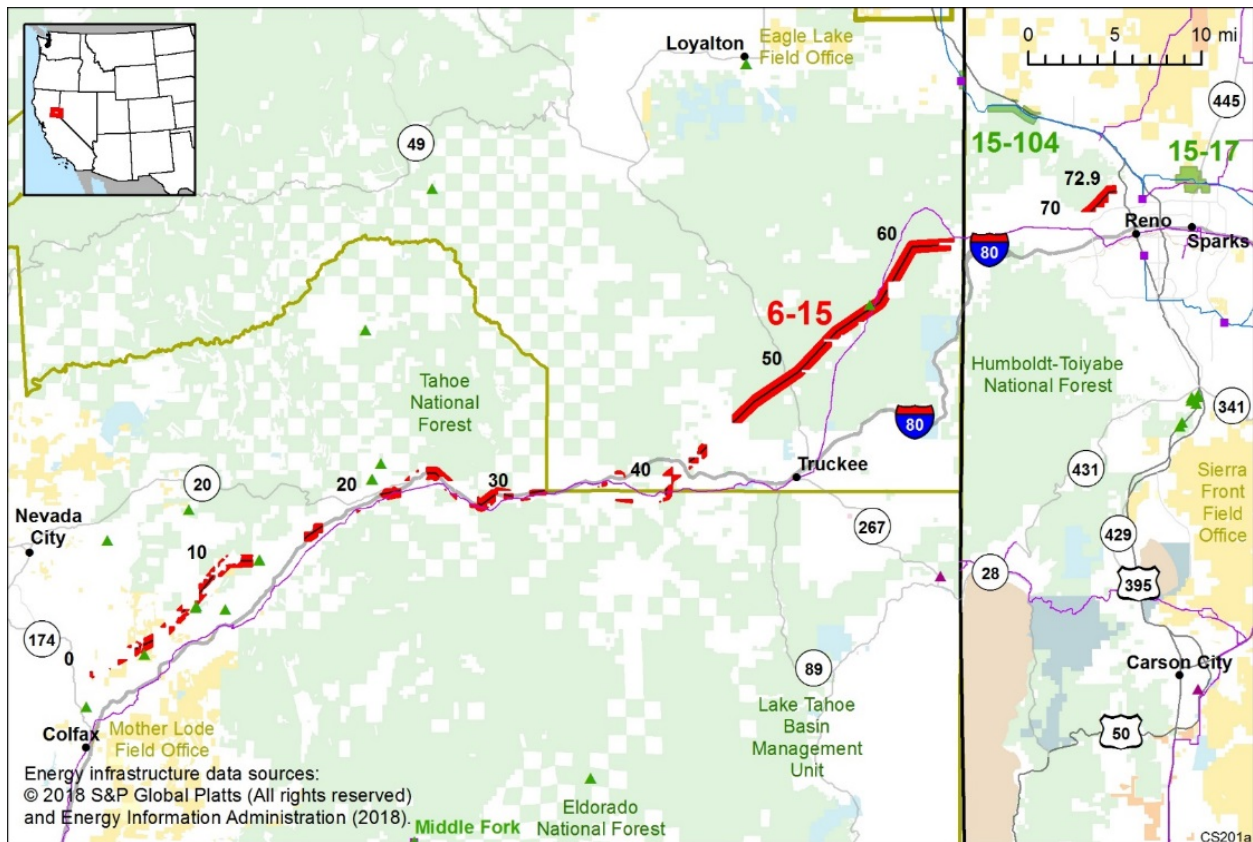 Loyalton
Eagle Lake
Field Office
0 5 10 mi
445
49
15-104
15-17
72.9
70
Reno
Sparks
60
80
6-15
50
Humboldt-Toiyabe
National Forest
341
Tahoe
National
Forest
80
431
Sierra
Front
Field
Office
20
20
30
40
Truckee
Nevada
City
10
267
429
28
395
174
0
89
Carson City
Colfax
Mother Lode
Field Office
Lake Tahoe
Basin
Management
Unit
50
Energy infrastructure data sources:
© 2018 S&P Global Platts (All rights reserved)
and Energy Information Administration (2018).
Eldorado
National Forest
Middle Fork
CS201a